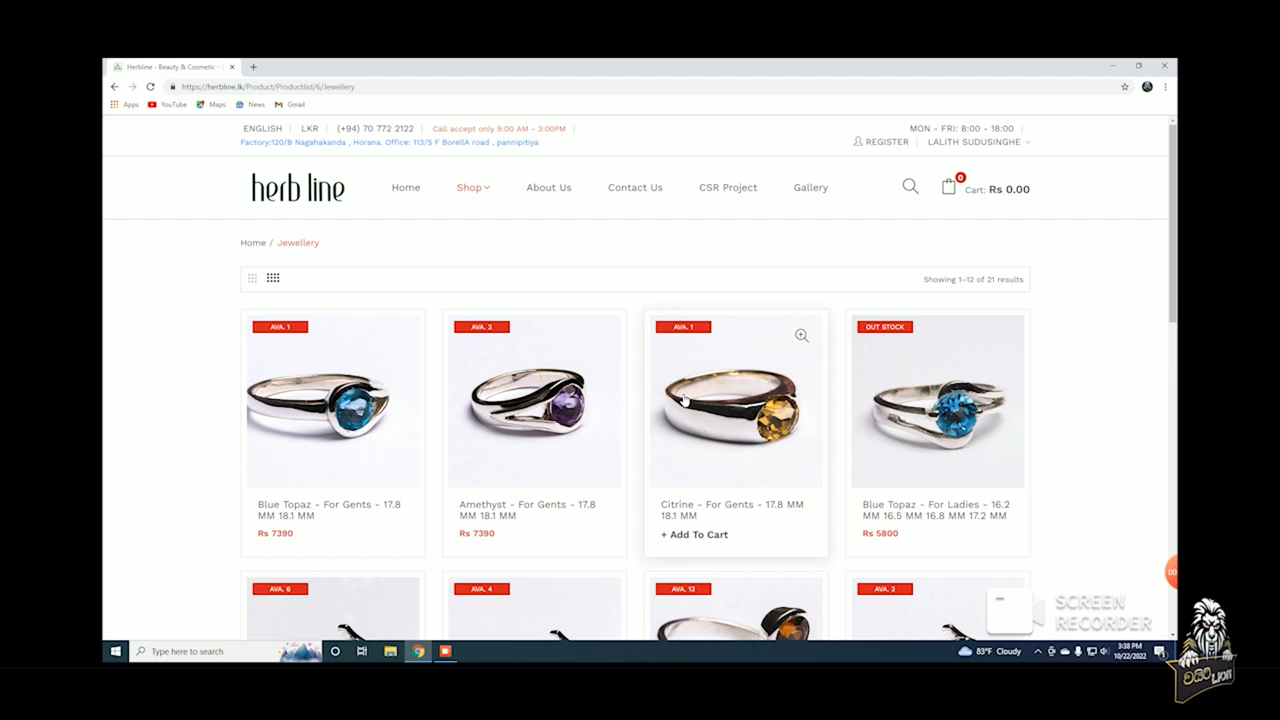 Herbline - Beauty & Cosmetic -
https://herbline.lk/Product/Productlist/6/Jewellery
Apps YouTube Maps News Gmail
ENGLISH LKR (+94) 70 772 2122 Call accept only 9:00 AM - 3:00PM MON - FRI: 8:00 - 18:00
Factory:120/B Nagahakanda , Horana, Office: 113/5 F BorellA road , pannipitiya REGISTER LALITH SUDUSINGHE
herb line Home Shop About Us Contact Us CSR Project Gallery 0 Cart: Rs 0.00
Home / Jewellery
Showing 1–12 of 21 results
AVA. 1 AVA. 2 AVA. 1 OUT STOCK
Blue Topaz - For Gents - 17.8
MM 18.1 MM
Rs 7390
Amethyst - For Gents - 17.8
MM 18.1 MM
Rs 7390
Citrine - For Gents - 17.8 MM
18.1 MM
+ Add To Cart
Blue Topaz - For Ladies - 16.2
MM 16.5 MM 16.8 MM 17.2 MM
Rs 5800
AVA. 6 AVA. 4 AVA. 13 AVA. 3
SCREEN
RECORDER
Type here to search 83°F Cloudy 3:38 PM
10/22/2022
LION